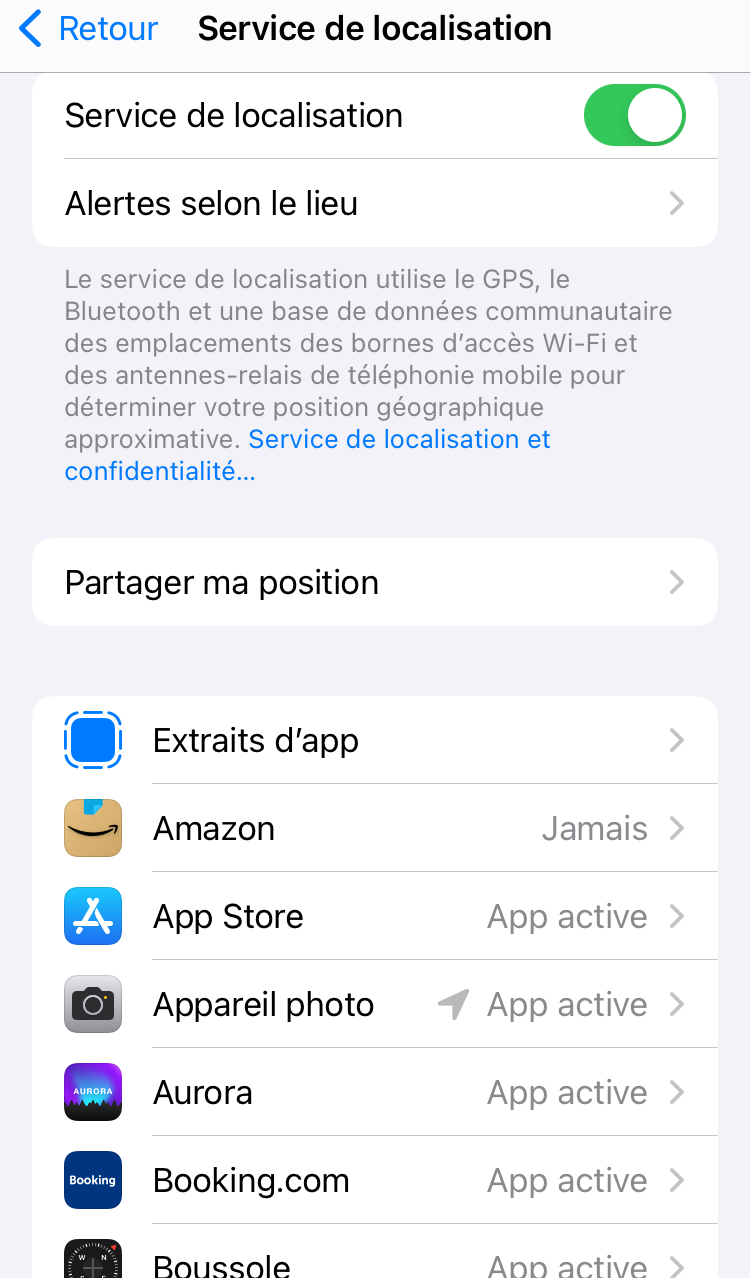 Retour Service de localisation
Service de localisation
Alertes selon le lieu
Le service de localisation utilise le GPS, le
Bluetooth et une base de données communautaire
des emplacements des bornes d’accès Wi-Fi et
des antennes-relais de téléphonie mobile pour
déterminer votre position géographique
approximative. Service de localisation et
confidentialité...
Partager ma position
Extraits d’app
Amazon Jamais
App Store App active
Appareil photo App active
AURORA
Aurora App active
Booking
Booking.com App active
W N
Boussole App active